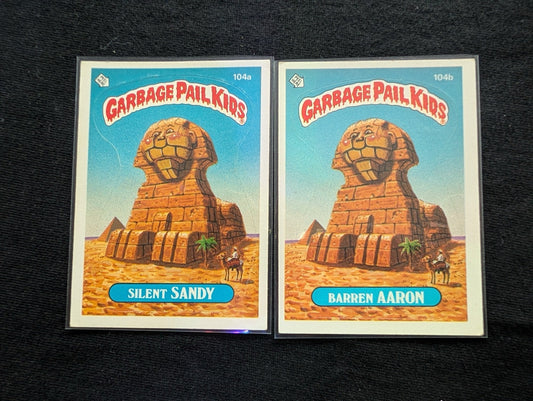 104a
GARBAGE PAIL KIDS
SILENT SANDY
104b
GARBAGE PAIL KIDS
BARREN AARON